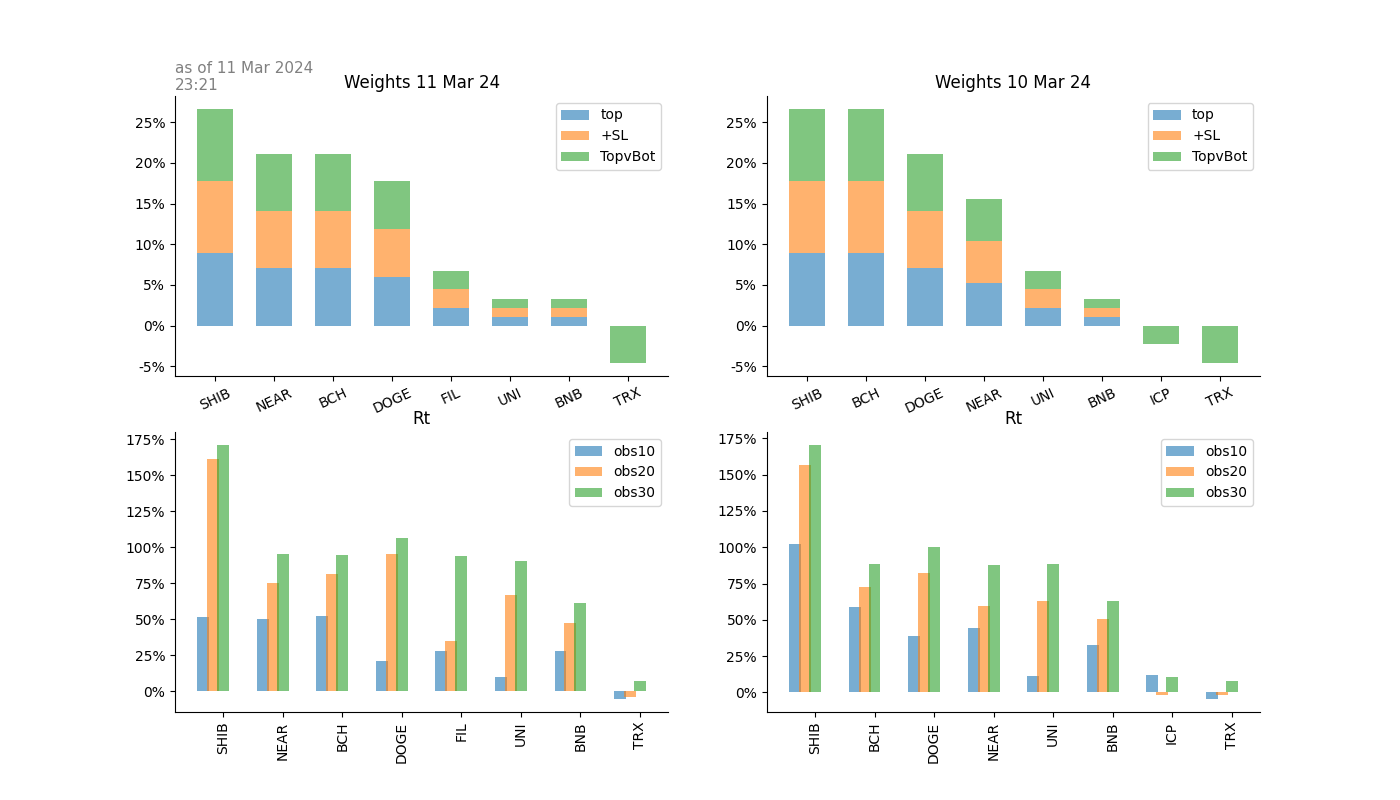 as of 11 Mar 2024
23:21
Weights 11 Mar 24
25%
20%
15%
10%
5%
0%
-5%
top
+SL
TopvBot
SHIB NEAR BCH DOGE FIL UNI BNB TRX
Weights 10 Mar 24
25%
20%
15%
10%
5%
0%
-5%
top
+SL
TopvBot
SHIB BCH DOGE NEAR UNI BNB ICP TRX
Rt
175%
150%
125%
100%
75%
50%
25%
0%
obs10
obs20
obs30
SHIB NEAR BCH DOGE FIL UNI BNB TRX
Rt
175%
150%
125%
100%
75%
50%
25%
0%
obs10
obs20
obs30
SHIB BCH DOGE NEAR UNI BNB ICP TRX